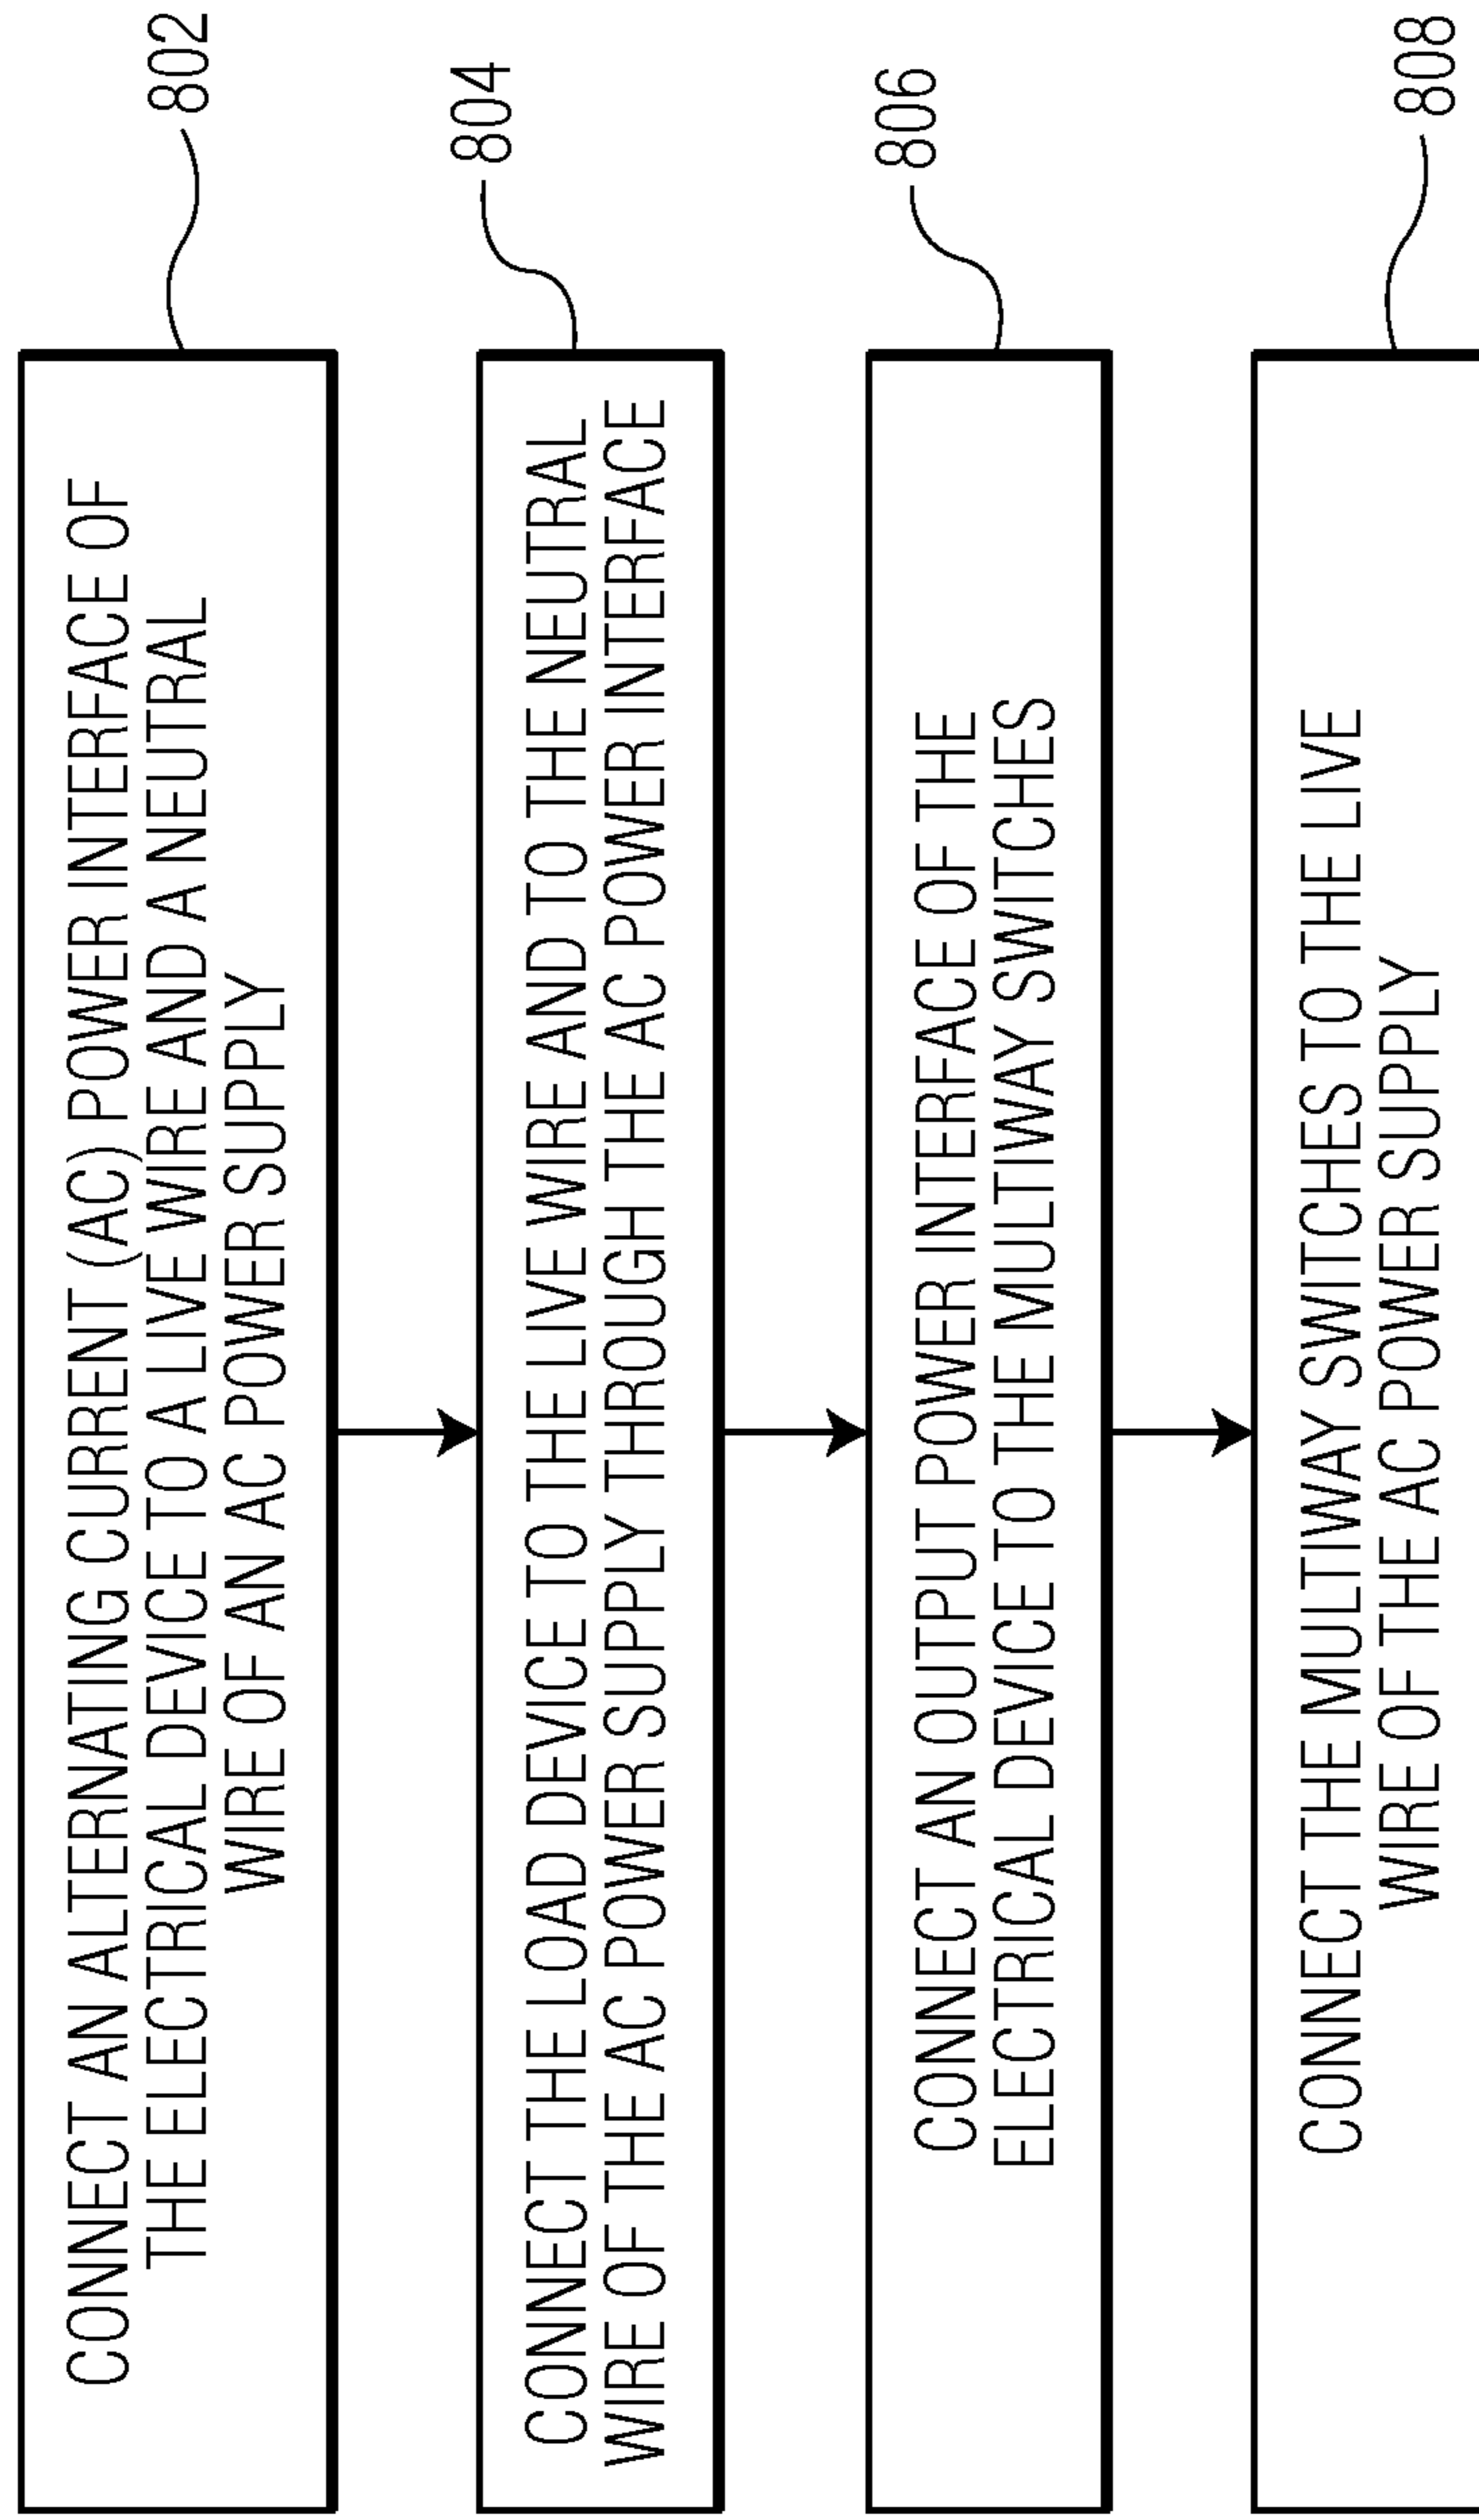 CONNECT AN ALTERNATING CURRENT (AC) POWER INTERFACE OF
THE ELECTRICAL DEVICE TO A LIVE WIRE AND A NEUTRAL
WIRE OF AN AC POWER SUPPLY
802
CONNECT THE LOAD DEVICE TO THE LIVE WIRE AND TO THE NEUTRAL
WIRE OF THE AC POWER SUPPLY THROUGH THE AC POWER INTERFACE
804
CONNECT AN OUTPUT POWER INTERFACE OF THE
ELECTRICAL DEVICE TO THE MULTIWAY SWITCHES
806
CONNECT THE MULTIWAY SWITCHES TO THE LIVE
WIRE OF THE AC POWER SUPPLY
808